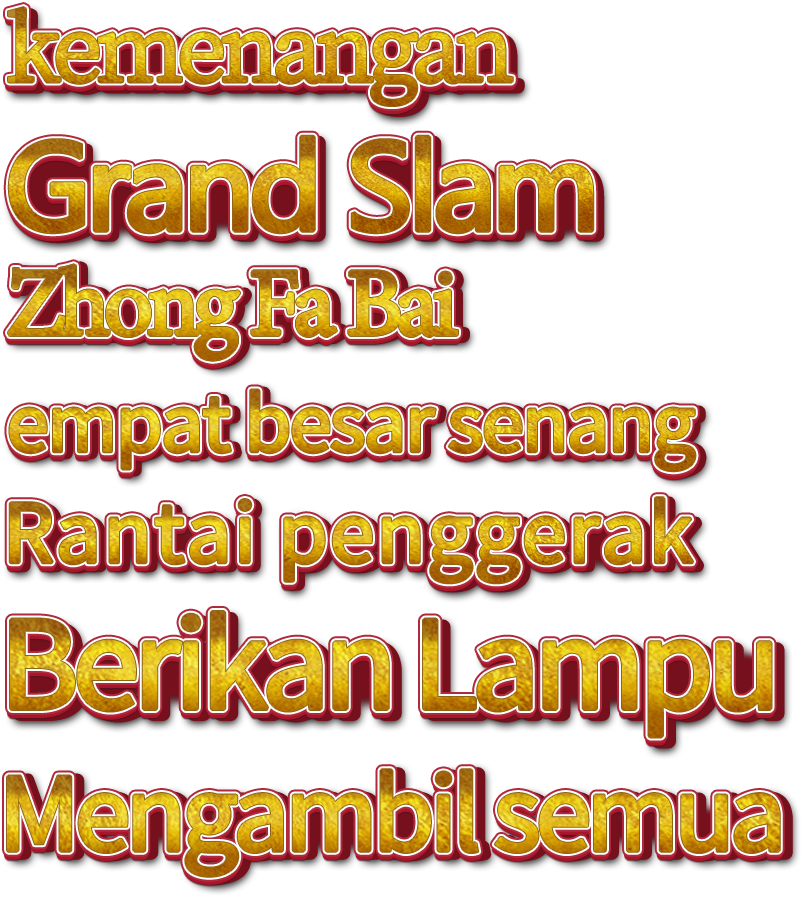 kemenangan
Grand Slam
Zhong Fa Bai
empat besar senang
Rantai penggerak
Berikan Lampu
Mengambil semua